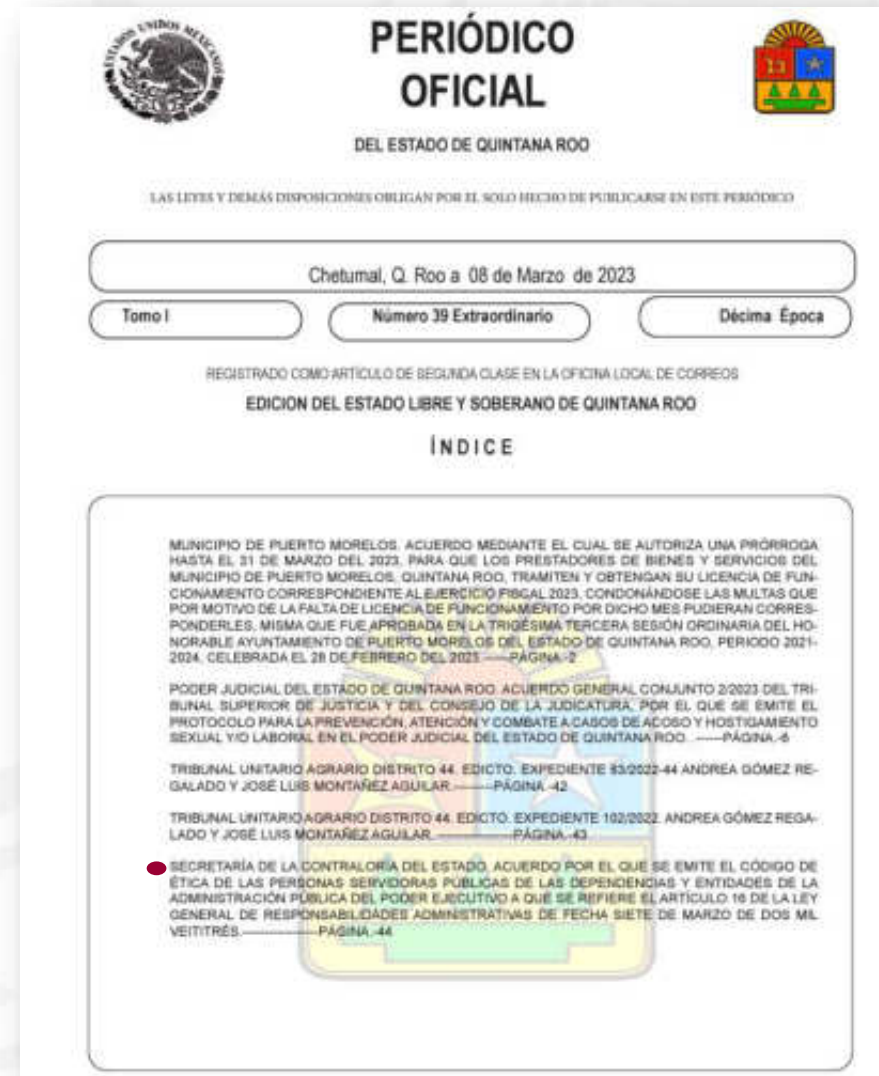 ESTADOS UNIDOS MEXICANOS
PERIÓDICO
OFICIAL
DEL ESTADO DE QUINTANA ROO
LAS LEYES Y DEMÁS DISPOSICIONES OBLIGAN POR EL SOLO HECHO DE PUBLICARSE EN ESTE PERIÓDICO
Chetumal, Q. Roo a 08 de Marzo de 2023
Tomo I
Número 39 Extraordinario
Décima Época
REGISTRADO COMO ARTÍCULO DE SEGUNDA CLASE EN LA OFICINA LOCAL DE CORREOS
EDICION DEL ESTADO LIBRE Y SOBERANO DE QUINTANA ROO
ÍNDICE
MUNICIPIO DE PUERTO MORELOS. ACUERDO MEDIANTE EL CUAL SE AUTORIZA UNA PRÓRROGA
HASTA EL 31 DE MARZO DEL 2023, PARA QUE LOS PRESTADORES DE BIENES Y SERVICIOS DEL
MUNICIPIO DE PUERTO MORELOS, QUINTANA ROO, TRAMITEN Y OBTENGAN SU LICENCIA DE FUN-
CIONAMIENTO CORRESPONDIENTE AL EJERCICIO FISCAL 2023, CONDONÁNDOSE LAS MULTAS QUE
POR MOTIVO DE LA FALTA DE LICENCIA DE FUNCIONAMIENTO POR DICHO MES PUDIERAN CORRES-
PONDERLES, MISMA QUE FUE APROBADA EN LA TRIGÉSIMA TERCERA SESIÓN ORDINARIA DEL HO-
NORABLE AYUNTAMIENTO DE PUERTO MORELOS DEL ESTADO DE QUINTANA ROO, PERIODO 2021-
2024, CELEBRADA EL 28 DE FEBRERO DEL 2023.-----PÁGINA.-2
PODER JUDICIAL DEL ESTADO DE QUINTANA ROO. ACUERDO GENERAL CONJUNTO 2/2023 DEL TRI-
BUNAL SUPERIOR DE JUSTICIA Y DEL CONSEJO DE LA JUDICATURA, POR EL QUE SE EMITE EL
PROTOCOLO PARA LA PREVENCIÓN, ATENCIÓN Y COMBATE A CASOS DE ACOSO Y HOSTIGAMIENTO
SEXUAL Y/O LABORAL EN EL PODER JUDICIAL DEL ESTADO DE QUINTANA ROO. ------PÁGINA.-6
TRIBUNAL UNITARIO AGRARIO DISTRITO 44. EDICTO. EXPEDIENTE 83/2022-44 ANDREA GÓMEZ RE-
GALADO Y JOSÉ LUIS MONTAÑEZ AGUILAR.---------PÁGINA.-42
TRIBUNAL UNITARIO AGRARIO DISTRITO 44. EDICTO. EXPEDIENTE 102/2022. ANDREA GÓMEZ REGA-
LADO Y JOSÉ LUIS MONTAÑEZ AGUILAR.-----------------PÁGINA.-43
SECRETARÍA DE LA CONTRALORÍA DEL ESTADO. ACUERDO POR EL QUE SE EMITE EL CÓDIGO DE
ÉTICA DE LAS PERSONAS SERVIDORAS PÚBLICAS DE LAS DEPENDENCIAS Y ENTIDADES DE LA
ADMINISTRACIÓN PÚBLICA DEL PODER EJECUTIVO A QUE SE REFIERE EL ARTÍCULO 16 DE LA LEY
GENERAL DE RESPONSABILIDADES ADMINISTRATIVAS DE FECHA SIETE DE MARZO DE DOS MIL
VEITITRÉS.-----------------PÁGINA.-44